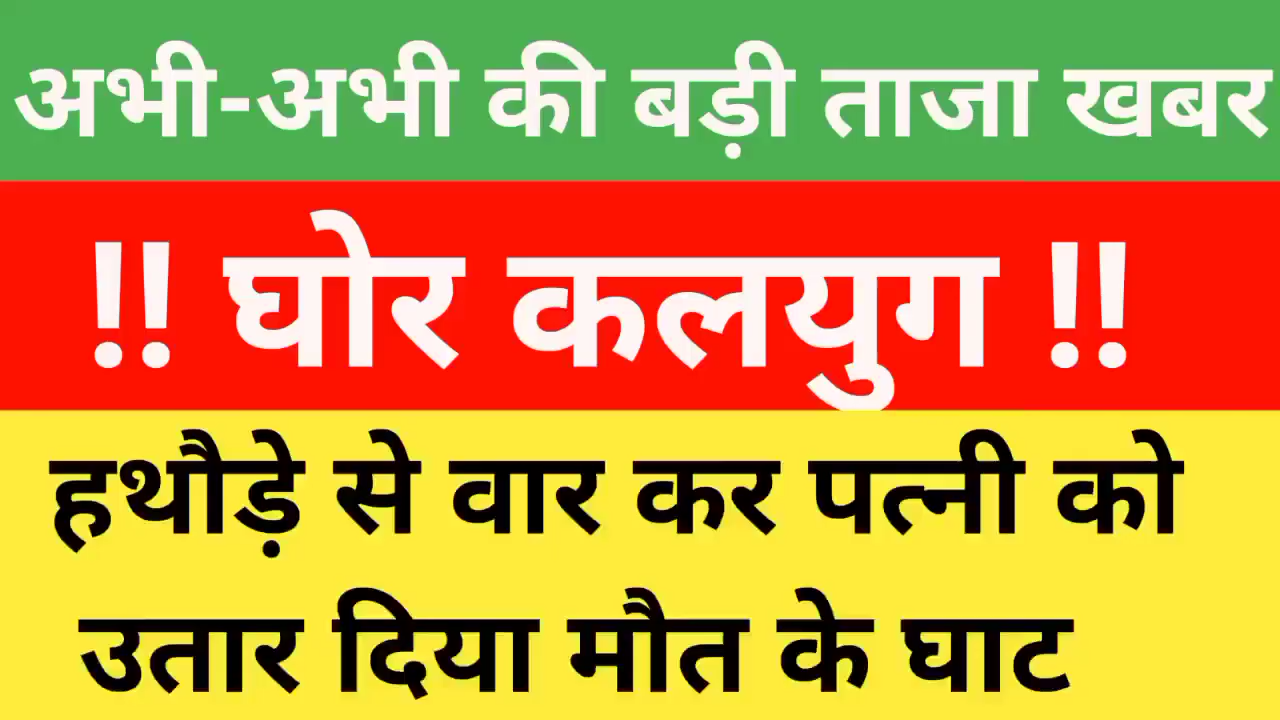 अभी-अभी की बड़ी ताजा खबर
!! घोर कलयुग !!
हथौड़े से वार कर पत्नी को
उतार दिया मौत के घाट